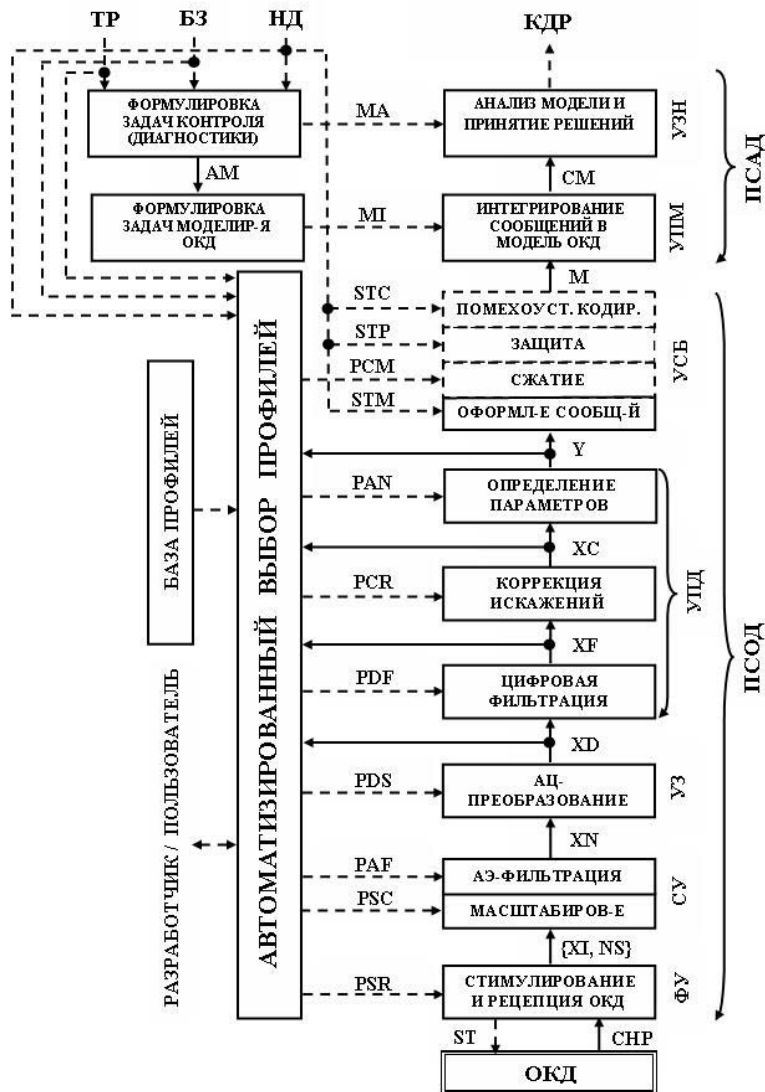 ТР БЗ НД КДР
ФОРМУЛИРОВКА
ЗАДАЧ КОНТРОЛЯ
(ДИАГНОСТИКИ)
МА
АНАЛИЗ МОДЕЛИ И
ПРИНЯТИЕ РЕШЕНИЙ
УЗН
ПСАД
АМ
СМ
ФОРМУЛИРОВКА
ЗАДАЧ МОДЕЛИР-Я
ОКД
MI
ИНТЕГРИРОВАНИЕ
СООБЩЕНИЙ В
МОДЕЛЬ ОКД
УПМ
М
STC
ПОМЕХОУСТ. КОДИР.
STP
ЗАЩИТА
PCM
СЖАТИЕ
STM
ОФОРМЛ-Е СООБЩ-Й
УСБ
Y
БАЗА ПРОФИЛЕЙ
АВТОМАТИЗИРОВАННЫЙ ВЫБОР ПРОФИЛЕЙ
РАЗРАБОТЧИК / ПОЛЬЗОВАТЕЛЬ
PAN
ОПРЕДЕЛЕНИЕ
ПАРАМЕТРОВ
XC
PCR
КОРРЕКЦИЯ
ИСКАЖЕНИЙ
УПД
XF
PDF
ЦИФРОВАЯ
ФИЛЬТРАЦИЯ
ПСОД
XD
PDS
АЦ-
ПРЕОБРАЗОВАНИЕ
УЗ
XN
PAF
АЭ-ФИЛЬТРАЦИЯ
PSC
МАСШТАБИРОВ-Е
СУ
{XI, NS}
PSR
СТИМУЛИРОВАНИЕ
И РЕЦЕПЦИЯ ОКД
ФУ
ST
CHP
ОКД